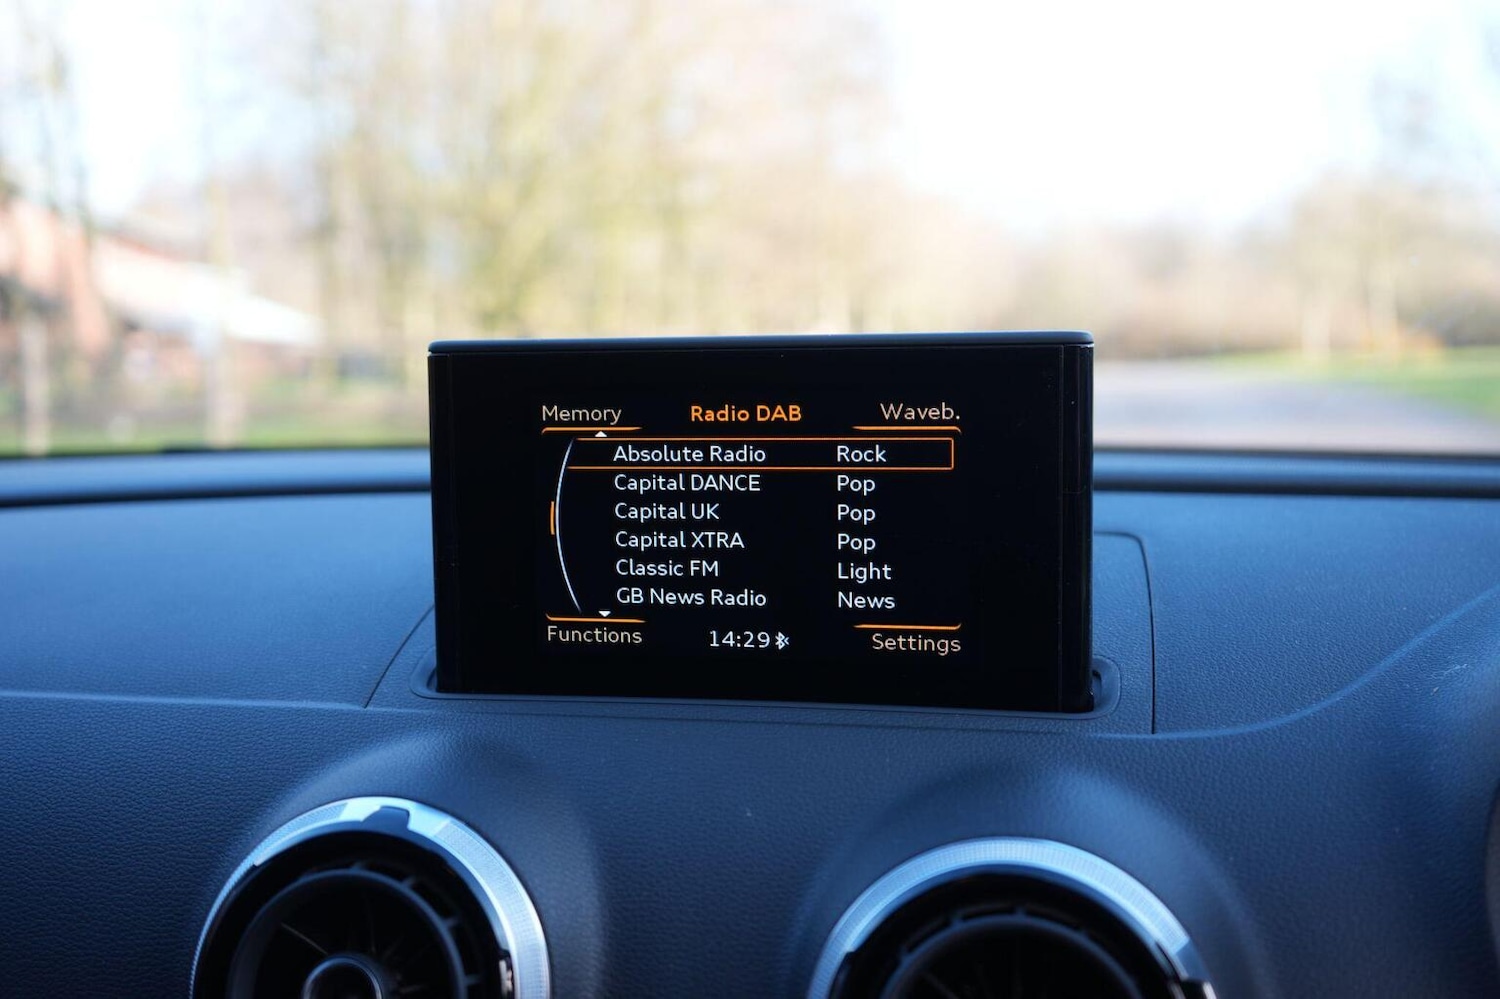 Memory Radio DAB Waveb.
Absolute Radio Rock
Capital DANCE Pop
Capital UK Pop
Capital XTRA Pop
Classic FM Light
GB News Radio News
Functions 14:29 Settings